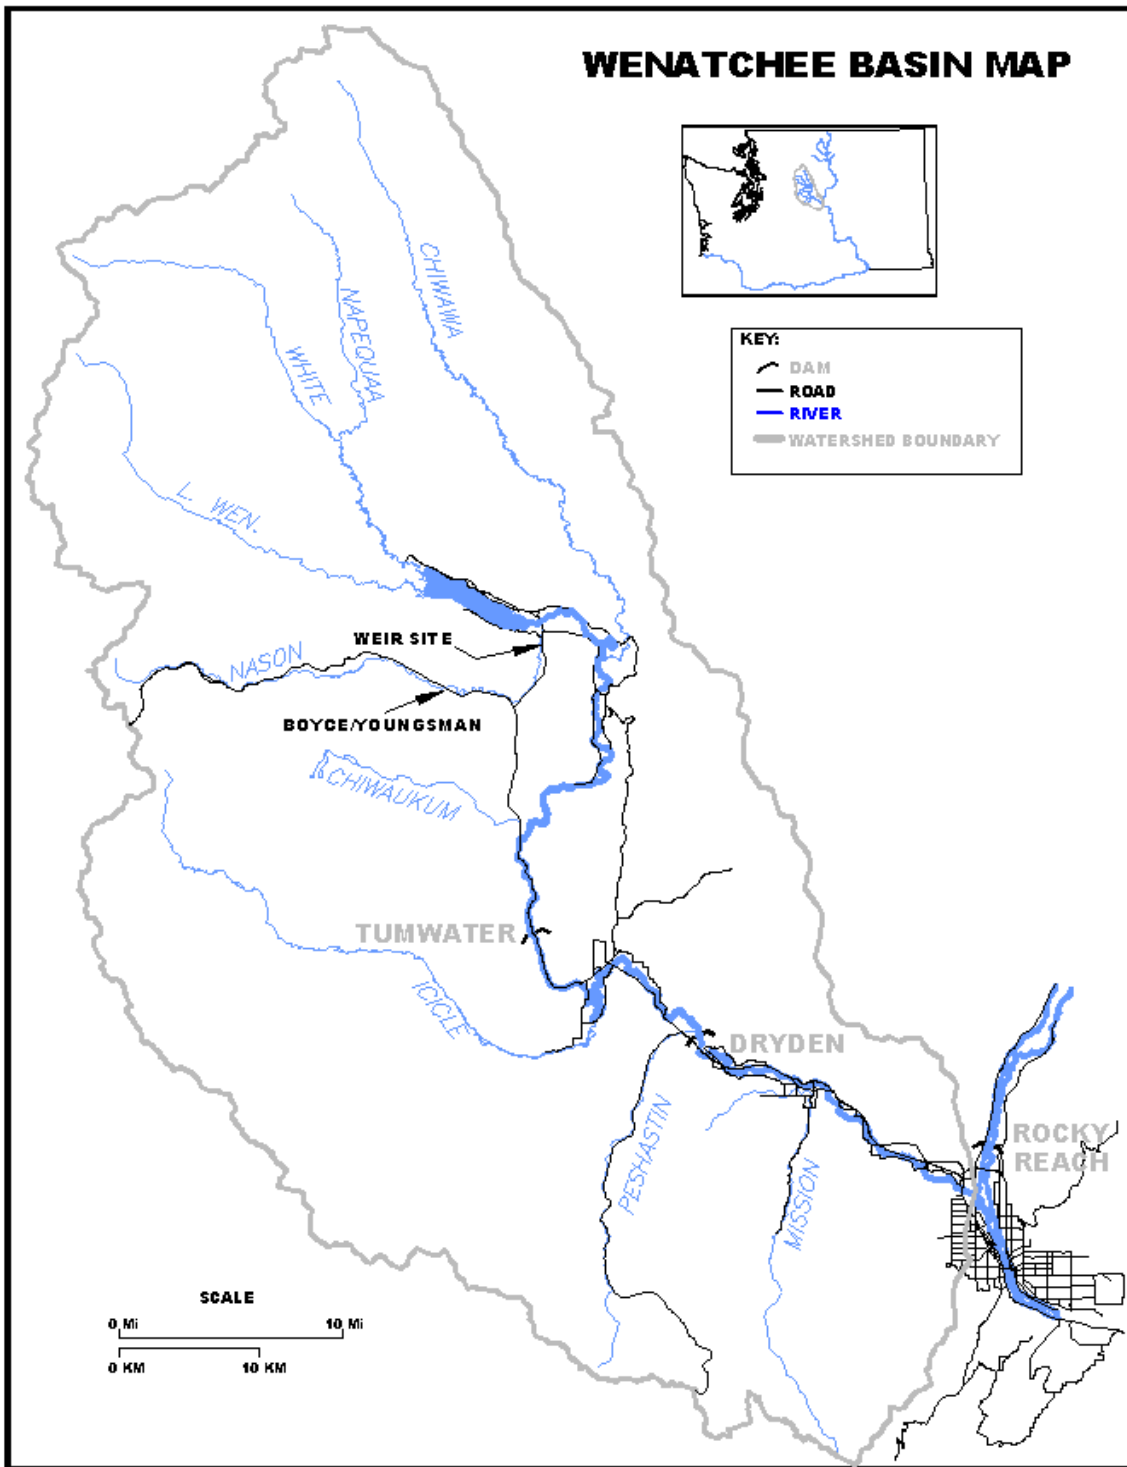 WENATCHEE BASIN MAP
KEY:
DAM
ROAD
RIVER
WATERSHED BOUNDARY
CHIWAWA
NAPEQUAA
WHITE
L. WEN.
WEIR SITE
NASON
BOYCE/YOUNGSMAN
CHIWAUKUM
TUMWATER
ICICLE
DRYDEN
PESHASTIN
MISSION
ROCKY
REACH
SCALE
0 Mi 10 Mi
0 KM 10 KM